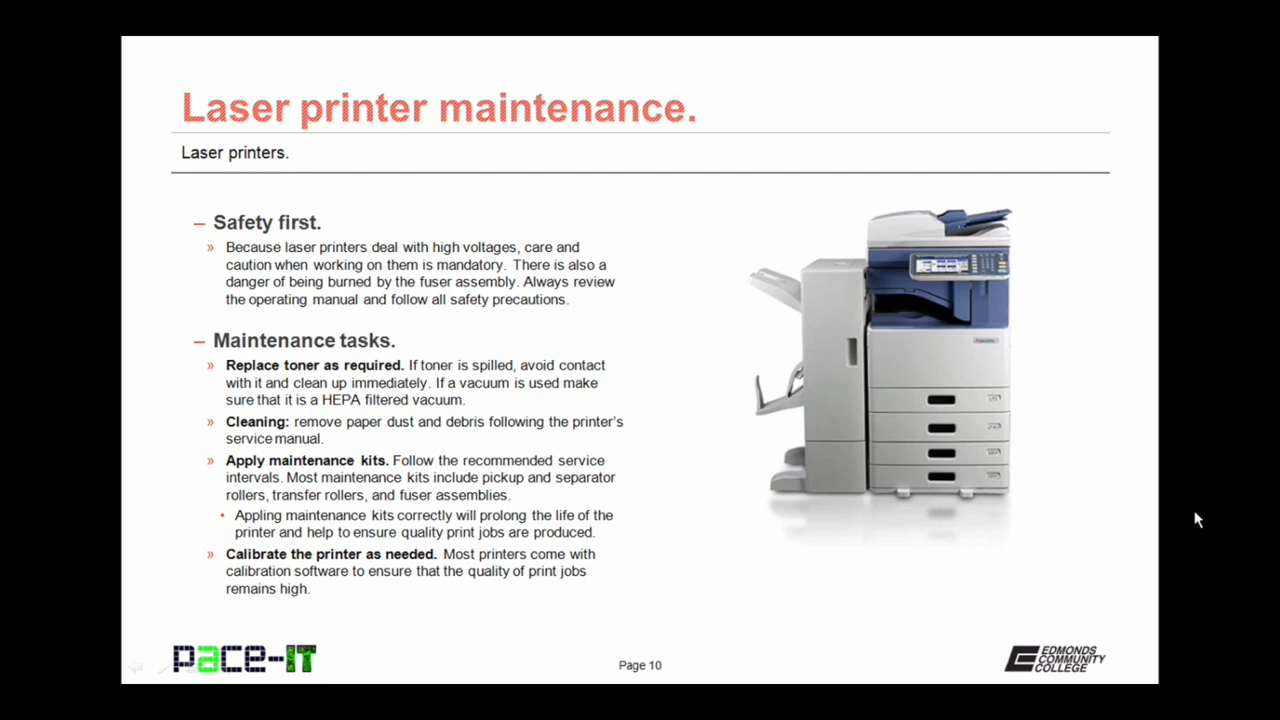 Laser printer maintenance.
Laser printers.
– Safety first.
» Because laser printers deal with high voltages, care and
caution when working on them is mandatory. There is also a
danger of being burned by the fuser assembly. Always review
the operating manual and follow all safety precautions.
– Maintenance tasks.
» Replace toner as required. If toner is spilled, avoid contact
with it and clean up immediately. If a vacuum is used make
sure that it is a HEPA filtered vacuum.
» Cleaning: remove paper dust and debris following the printer's
service manual.
» Apply maintenance kits. Follow the recommended service
intervals. Most maintenance kits include pickup and separator
rollers, transfer rollers, and fuser assemblies.
• Appling maintenance kits correctly will prolong the life of the
printer and help to ensure quality print jobs are produced.
» Calibrate the printer as needed. Most printers come with
calibration software to ensure that the quality of print jobs
remains high.
pace-IT
Page 10
EDMONDS
COMMUNITY
COLLEGE